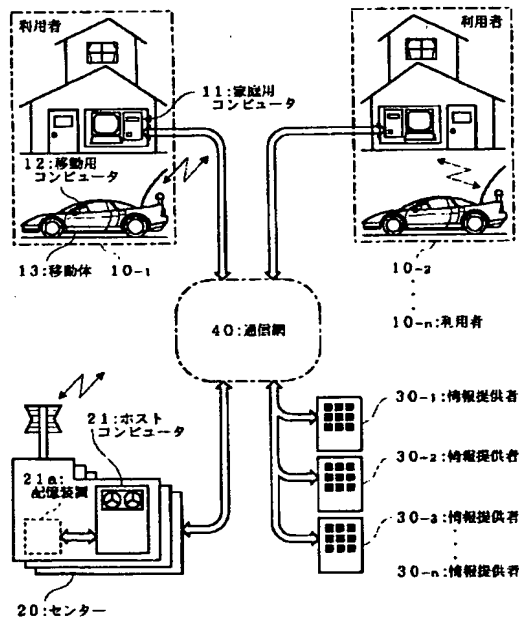 利用者
利用者
11:家庭用
コンピュータ
12:移動用
コンピュータ
13:移動体
10-1
10-2
10-n:利用者
40:通信網
21:ホスト
コンピュータ
21a:
記憶装置
20:センター
30-1:情報提供者
30-2:情報提供者
30-3:情報提供者
30-n:情報提供者